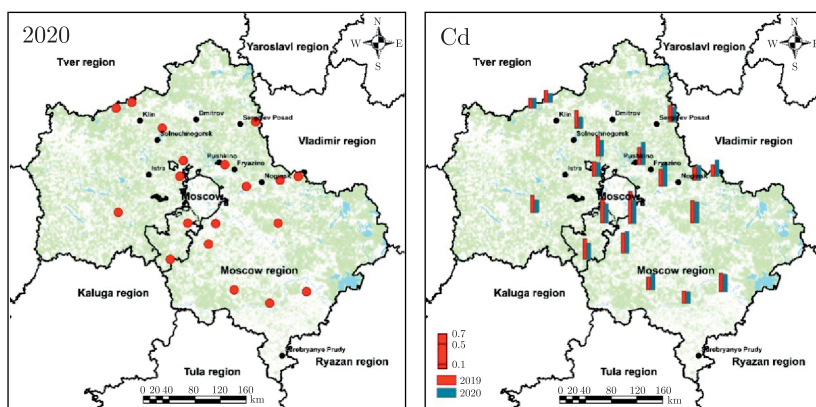 2020
N
W E
S
Yaroslavl region
Tver region
Klin
Dmitrov
Sergiev Posad
Solnechnogorsk
Vladimir region
Istra
Pushkino
Fryazino
Noginsk
Moscow
Moscow region
Kaluga region
Serebryanye Prudy
Tula region
Ryazan region
0 20 40 80 120 160
km
Cd
N
W E
S
Yaroslavl region
Tver region
Klin
Dmitrov
Sergiev Posad
Solnechnogorsk
Vladimir region
Istra
Pushkino
Fryazino
Noginsk
Moscow
Moscow region
Kaluga region
0.7
0.5
0.1
2019
2020
Serebryanye Prudy
Tula region
Ryazan region
0 20 40 80 120 160
km